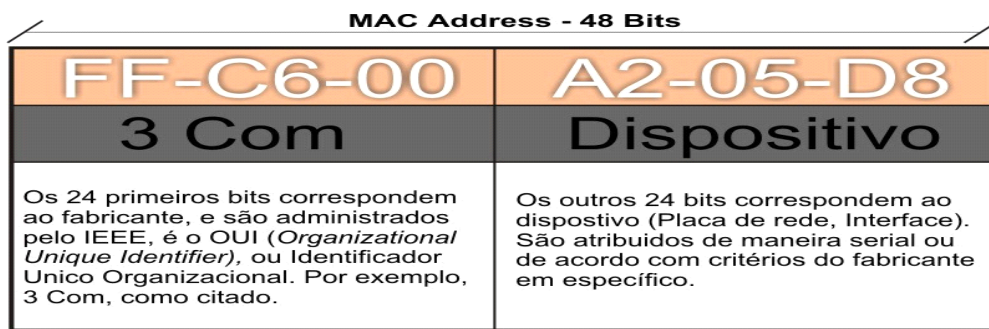 MAC Address - 48 Bits
FF-C6-00
A2-05-D8
3 Com
Dispositivo
Os 24 primeiros bits correspondem
ao fabricante, e são administrados
pelo IEEE, é o OUI (Organizational
Unique Identifier), ou Identificador
Unico Organizacional. Por exemplo,
3 Com, como citado.
Os outros 24 bits correspondem ao
dispostivo (Placa de rede, Interface).
São atribuidos de maneira serial ou
de acordo com critérios do fabricante
em específico.